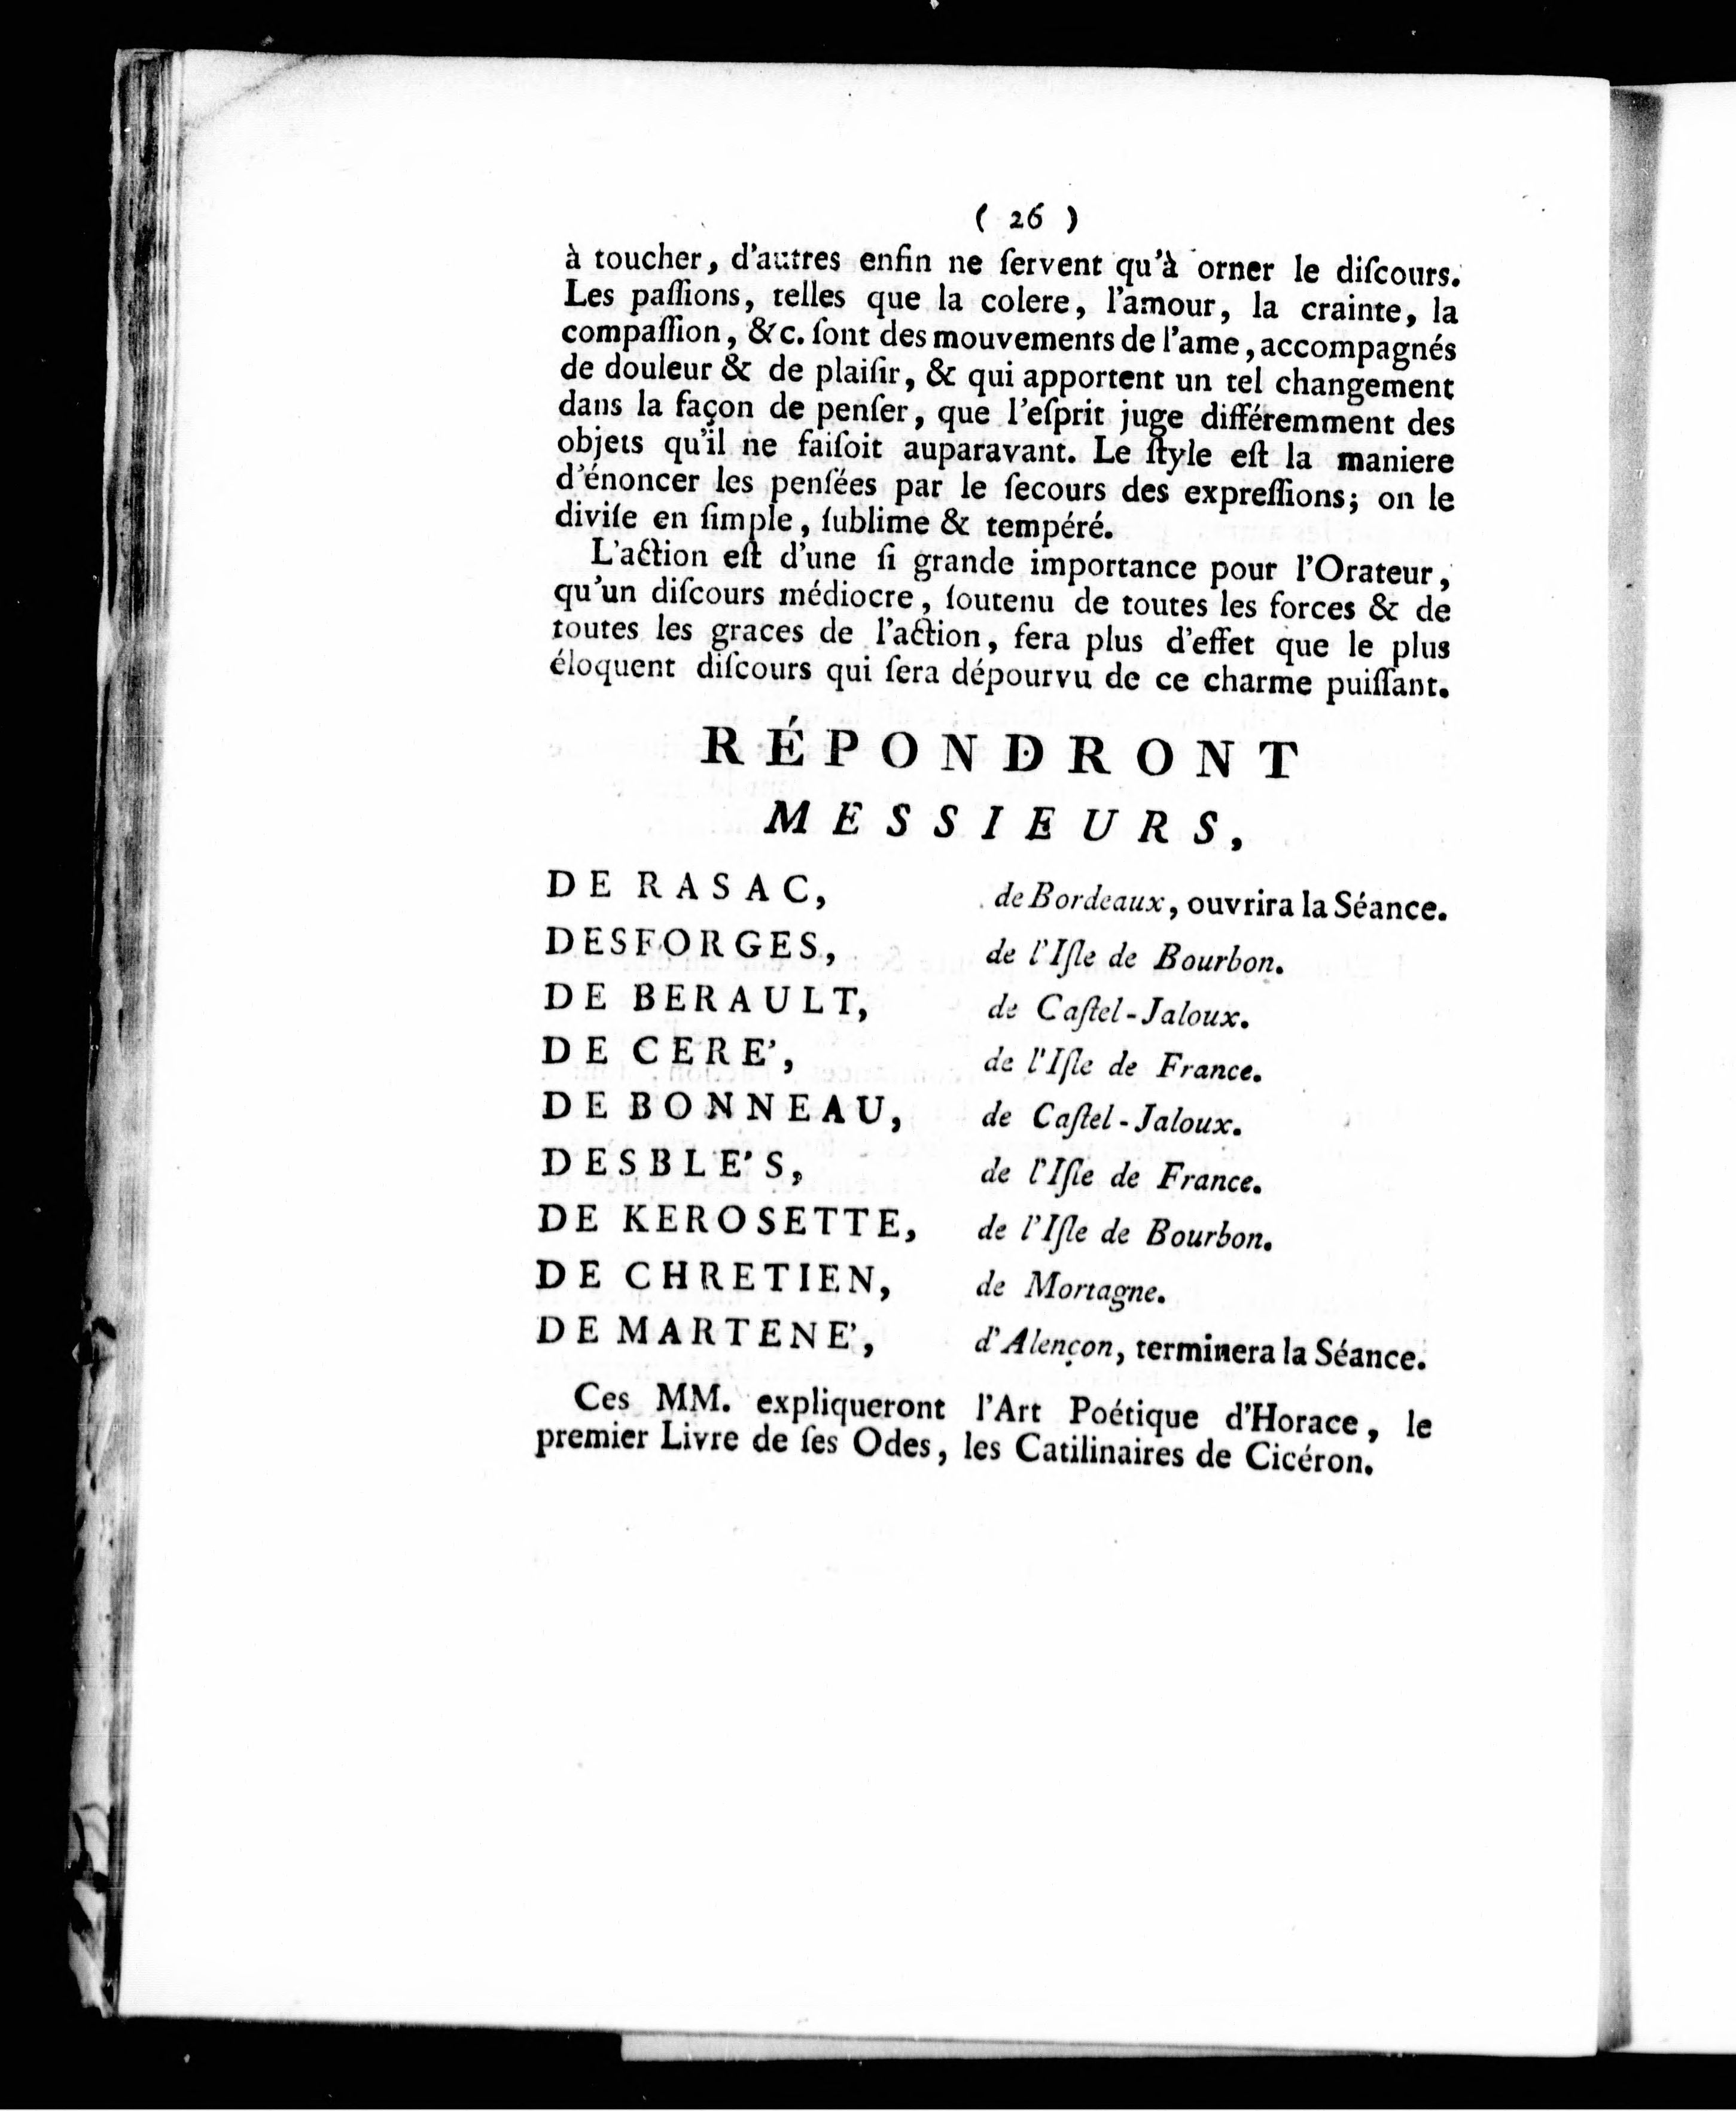 ( 26 )
à toucher, d'autres enfin ne ſervent qu'à orner le diſcours.
Les paſſions, telles que la colere, l'amour, la crainte, la
compaſſion, &c. ſont des mouvements de l'ame, accompagnés
de douleur & de plaiſir, & qui apportent un tel changement
dans la façon de penſer, que l'eſprit juge différemment des
objets qu'il ne faiſoit auparavant. Le ſtyle eſt la maniere
d'énoncer les penſées par le ſecours des expreſſions; on le
diviſe en ſimple, ſublime & tempéré.
L'action eſt d'une ſi grande importance pour l'Orateur,
qu'un diſcours médiocre, ſoutenu de toutes les forces & de
toutes les graces de l'action, fera plus d'effet que le plus
éloquent diſcours qui ſera dépourvu de ce charme puiſſant.
RÉPONDRONT
MESSIEURS,
DE RASAC, de Bordeaux, ouvrira la Séance.
DESFORGES, de l'Iſle de Bourbon.
DE BERAULT, de Caſtel-Jaloux.
DE CERE', de l'Iſle de France.
DE BONNEAU, de Caſtel-Jaloux.
DESBLE'S, de l'Iſle de France.
DE KEROSETTE, de l'Iſle de Bourbon.
DE CHRETIEN, de Mortagne.
DE MARTENE', d'Alençon, terminera la Séance.
Ces MM. expliqueront l'Art Poétique d'Horace, le
premier Livre de ſes Odes, les Catilinaires de Cicéron.